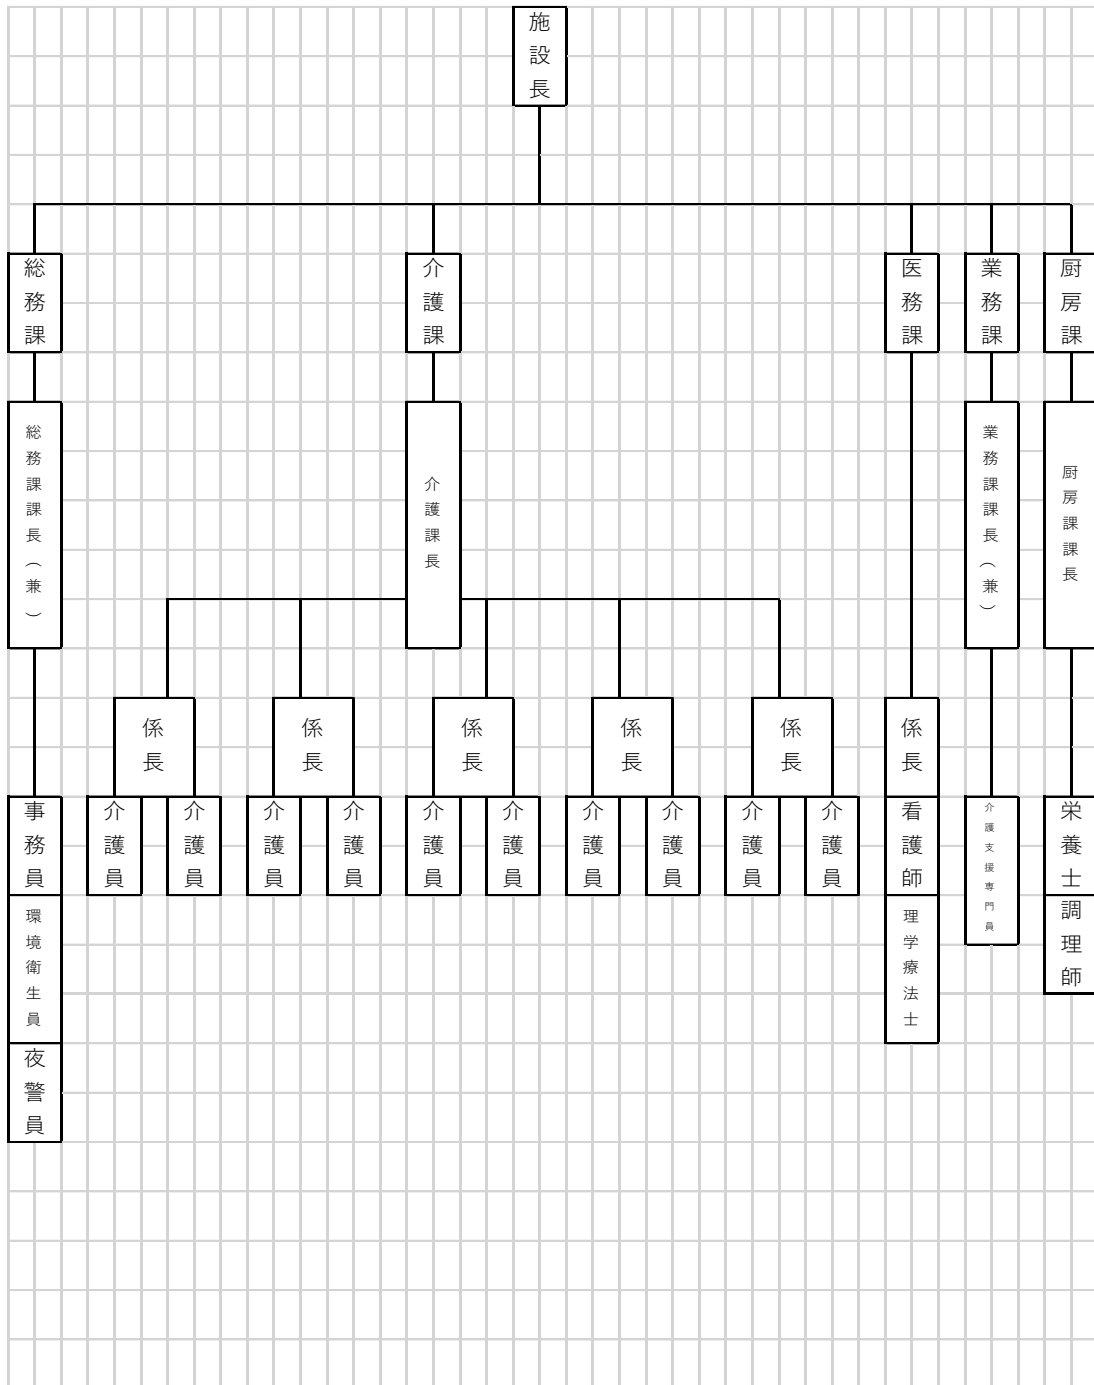 施設長
総務課
介護課
医務課
業務課
厨房課
総務課課長（兼）
介護課長
業務課課長（兼）
厨房課課長
係長
係長
係長
係長
係長
係長
事務員
介護員
介護員
介護員
介護員
介護員
介護員
介護員
介護員
介護員
介護員
看護師
介護支援専門員
栄養士
環境衛生員
理学療法士
調理師
夜警員